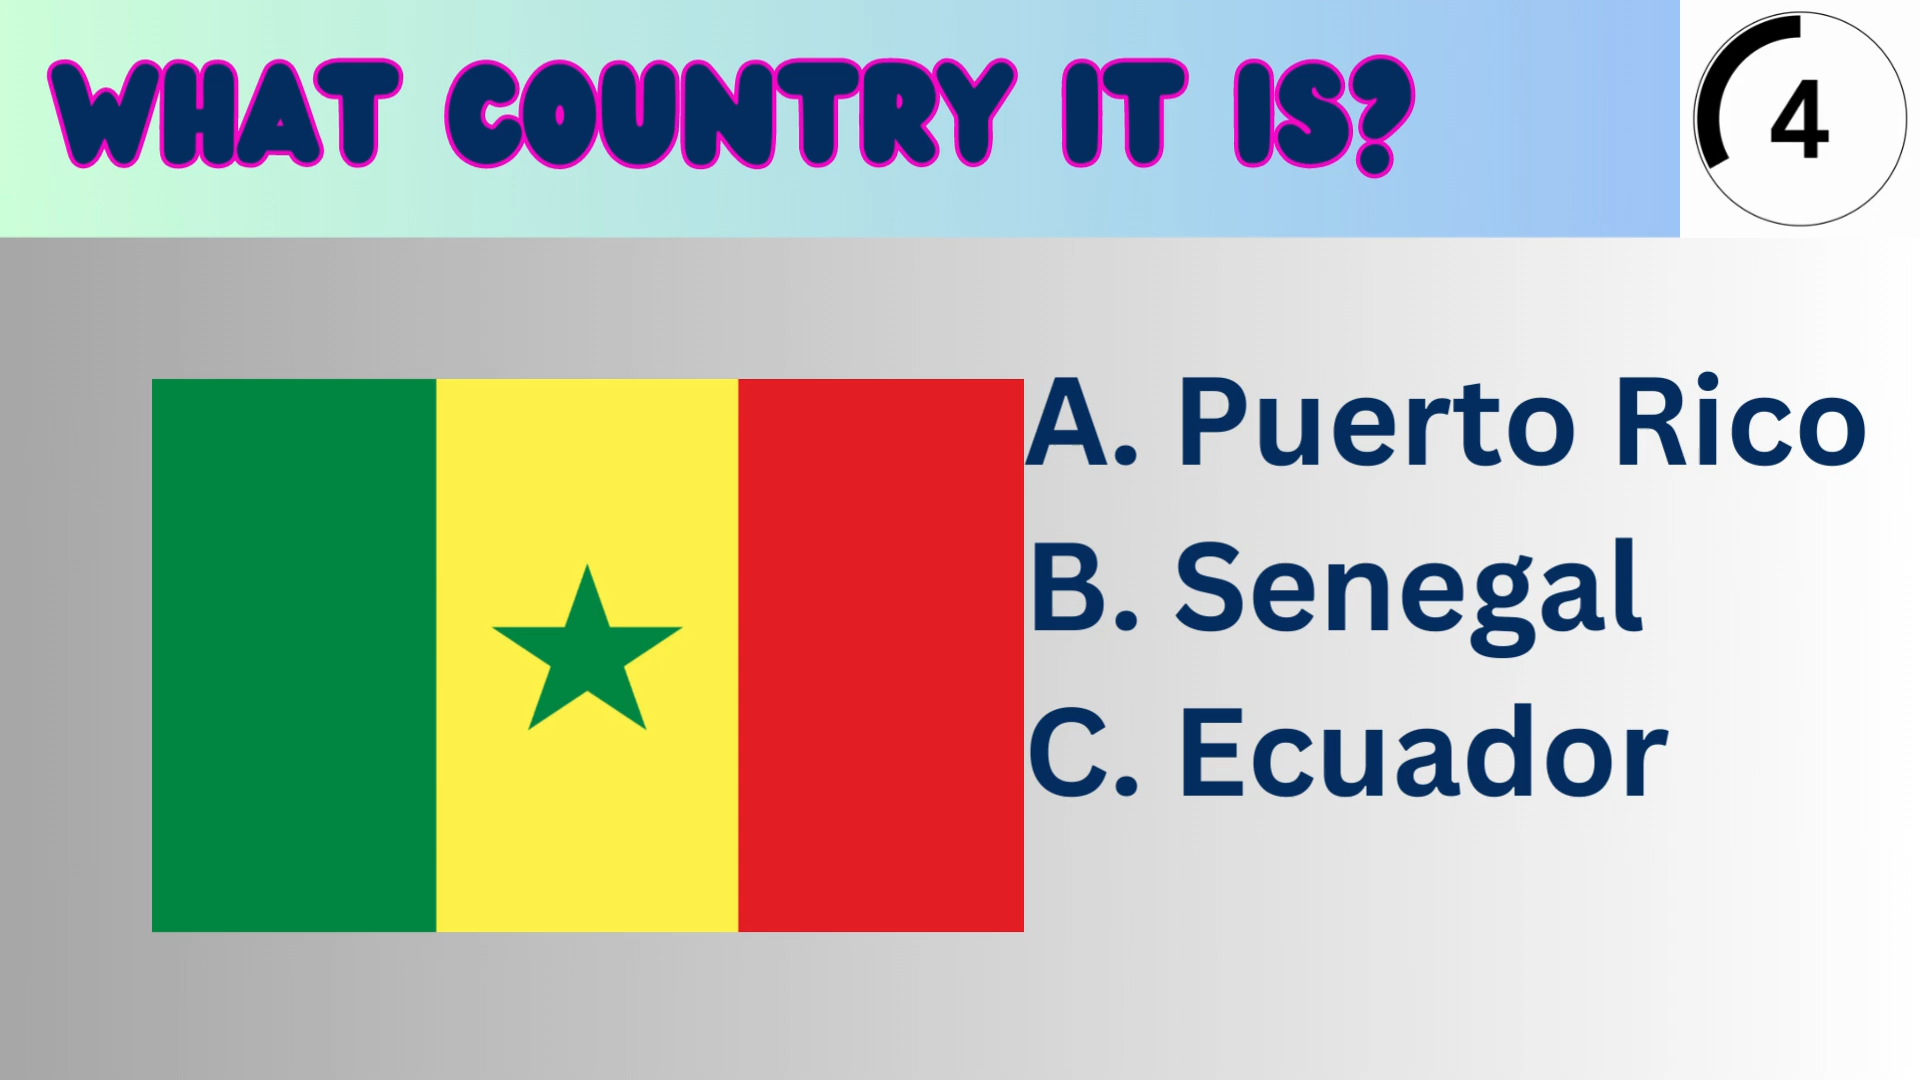 WHAT COUNTRY IT IS?
4
A. Puerto Rico
B. Senegal
C. Ecuador